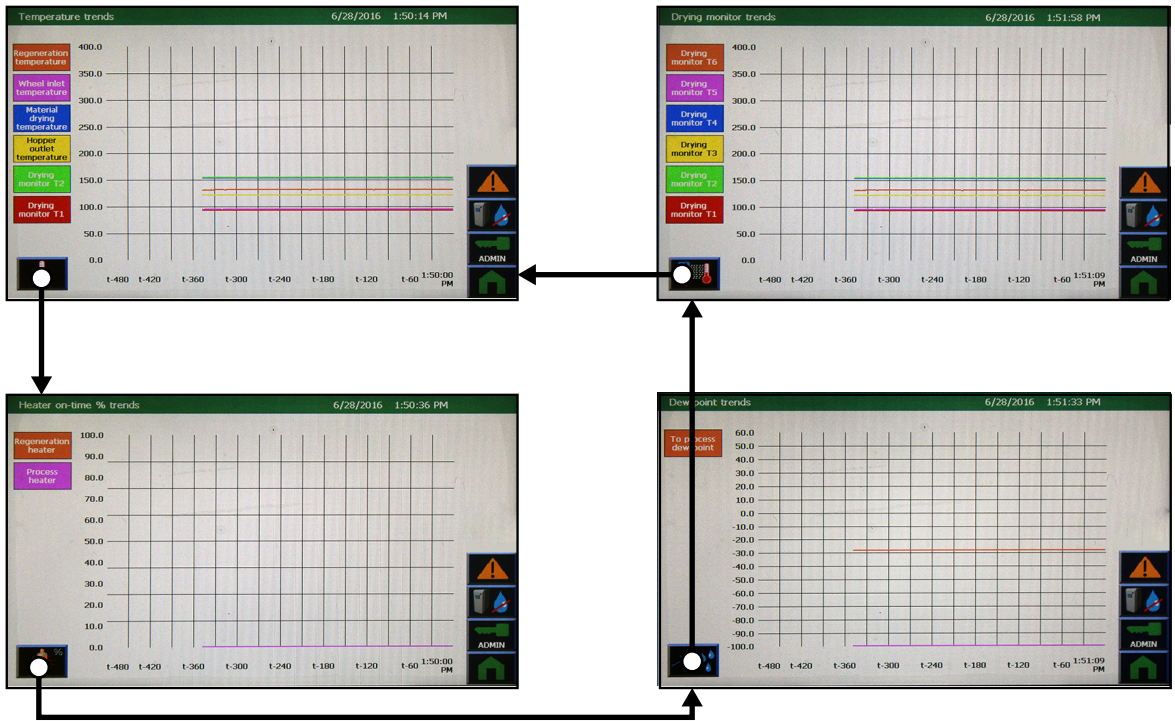 Temperature trends 6/28/2016 1:50:14 PM
Regeneration
temperature
Wheel inlet
temperature
Material
drying
temperature
Hopper
outlet
temperature
Drying
monitor T2
Drying
monitor T1
400.0
350.0
300.0
250.0
200.0
150.0
100.0
50.0
0.0
t-480 t-420 t-360 t-300 t-240 t-180 t-120 t-60 1:50:00
PM
ADMIN
Drying monitor trends 6/28/2016 1:51:58 PM
Drying
monitor T6
Drying
monitor T5
Drying
monitor T4
Drying
monitor T3
Drying
monitor T2
Drying
monitor T1
400.0
350.0
300.0
250.0
200.0
150.0
100.0
50.0
0.0
t-480 t-420 t-360 t-300 t-240 t-180 t-120 t-60 1:51:09
PM
ADMIN
Heater on-time % trends 6/28/2016 1:50:36 PM
Regeneration
heater
Process
heater
100.0
90.0
80.0
70.0
60.0
50.0
40.0
30.0
20.0
10.0
0.0
%
t-480 t-420 t-360 t-300 t-240 t-180 t-120 t-60 1:50:00
PM
ADMIN
Dew point trends 6/28/2016 1:51:33 PM
To process
dew point
60.0
50.0
40.0
30.0
20.0
10.0
0.0
-10.0
-20.0
-30.0
-40.0
-50.0
-60.0
-70.0
-80.0
-90.0
-100.0
t-480 t-420 t-360 t-300 t-240 t-180 t-120 t-60 1:51:09
PM
ADMIN